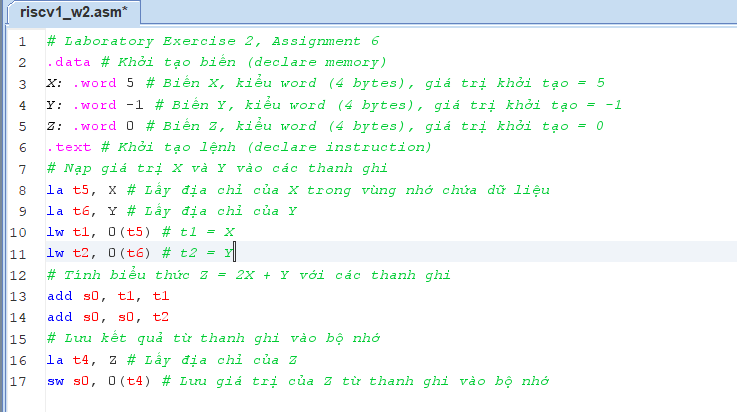 riscv1_w2.asm*
1 # Laboratory Exercise 2, Assignment 6
2 .data # Khởi tạo biến (declare memory)
3 X: .word 5 # Biến X, kiểu word (4 bytes), giá trị khởi tạo = 5
4 Y: .word -1 # Biến Y, kiểu word (4 bytes), giá trị khởi tạo = -1
5 Z: .word 0 # Biến Z, kiểu word (4 bytes), giá trị khởi tạo = 0
6 .text # Khởi tạo lệnh (declare instruction)
7 # Nạp giá trị X và Y vào các thanh ghi
8 la t5, X # Lấy địa chỉ của X trong vùng nhớ chứa dữ liệu
9 la t6, Y # Lấy địa chỉ của Y
10 lw t1, 0(t5) # t1 = X
11 lw t2, 0(t6) # t2 = Y
12 # Tính biểu thức Z = 2X + Y với các thanh ghi
13 add s0, t1, t1
14 add s0, s0, t2
15 # Lưu kết quả từ thanh ghi vào bộ nhớ
16 la t4, Z # Lấy địa chỉ của Z
17 sw s0, 0(t4) # Lưu giá trị của Z từ thanh ghi vào bộ nhớ